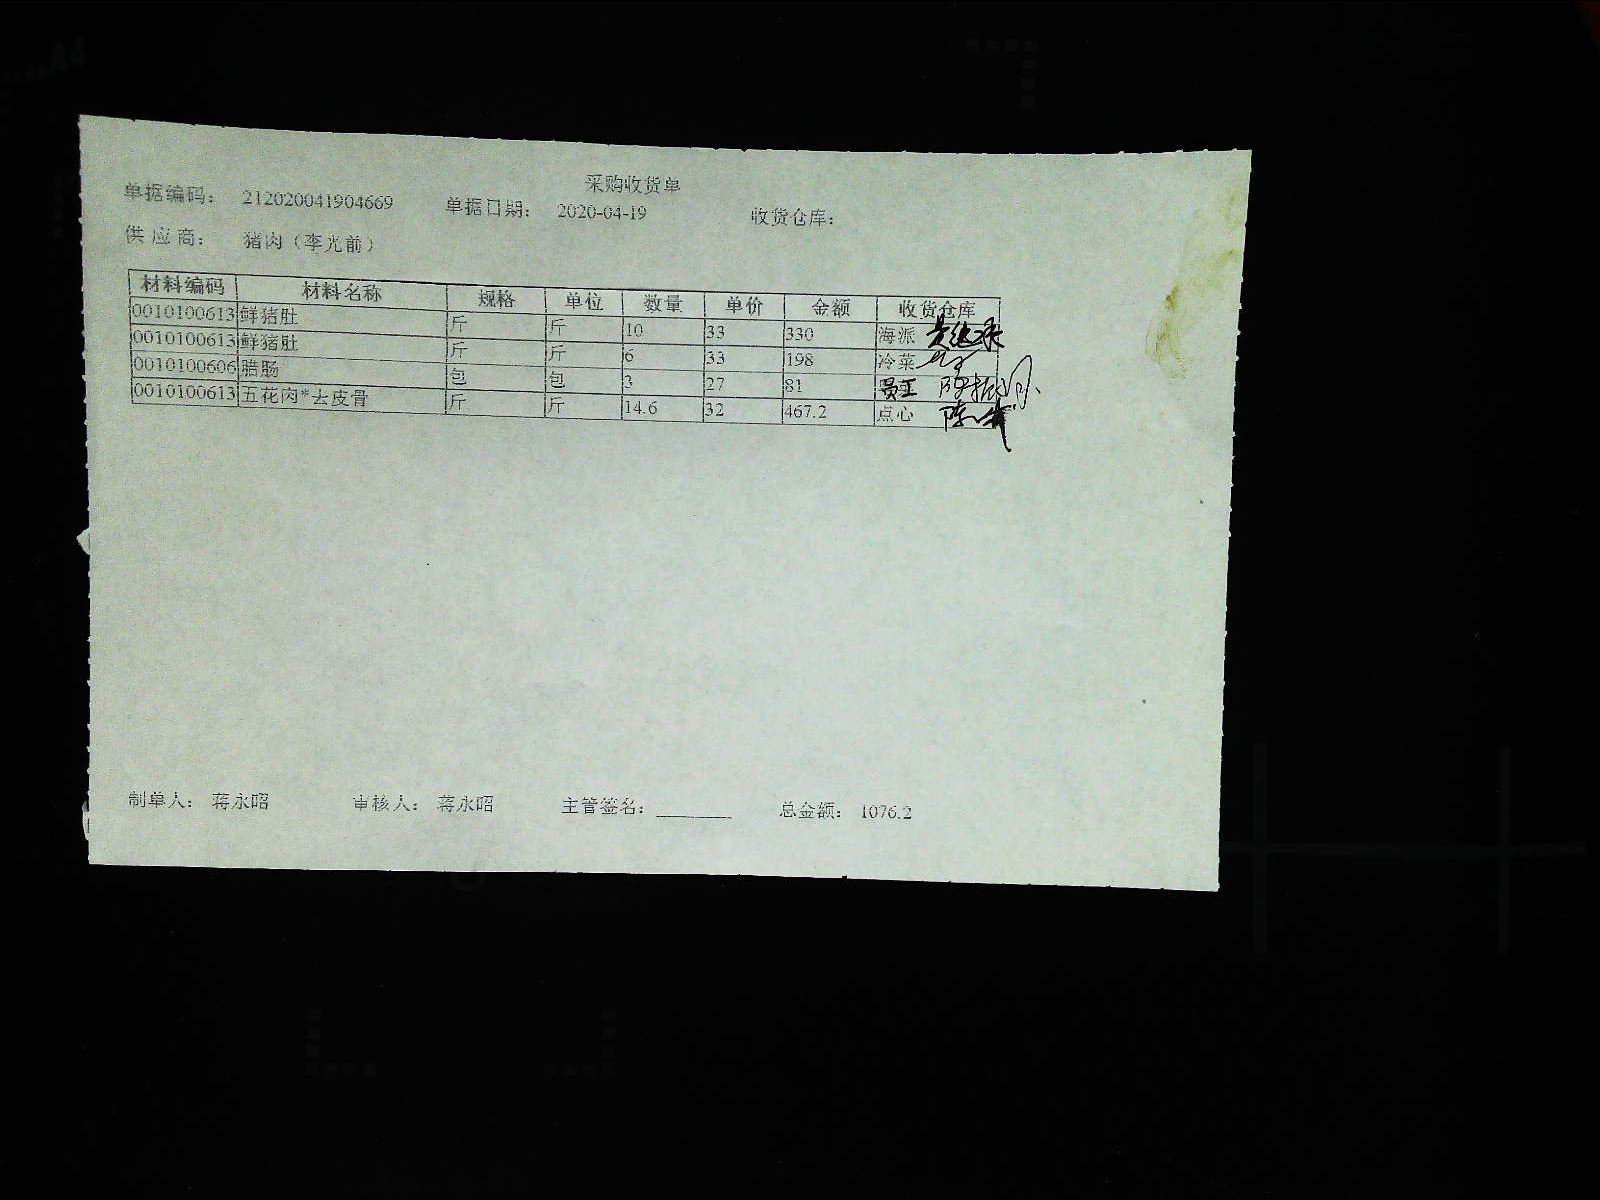 采购收货单
单据编码： 212020041904669 单据日期： 2020-04-19 收货仓库：
供 应 商： 猪肉（李光前）
材料编码 材料名称 规格 单位 数量 单价 金额 收货仓库
0010100613 鲜猪肚 斤 斤 10 33 330 海派
0010100613 鲜猪肚 斤 斤 6 33 198 冷菜
0010100606 腊肠 包 包 3 27 81 员工
0010100613 五花肉*去皮骨 斤 斤 14.6 32 467.2 点心
制单人： 蒋永昭 审核人： 蒋永昭 主管签名：________ 总金额： 1076.2